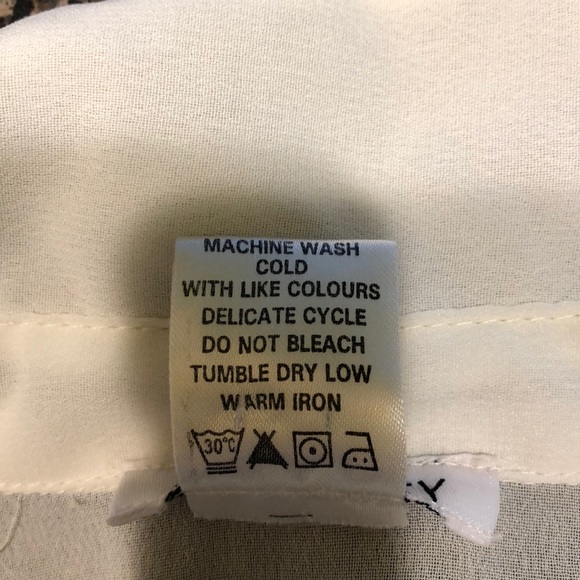 MACHINE WASH
COLD
WITH LIKE COLOURS
DELICATE CYCLE
DO NOT BLEACH
TUMBLE DRY LOW
WARM IRON
30°C